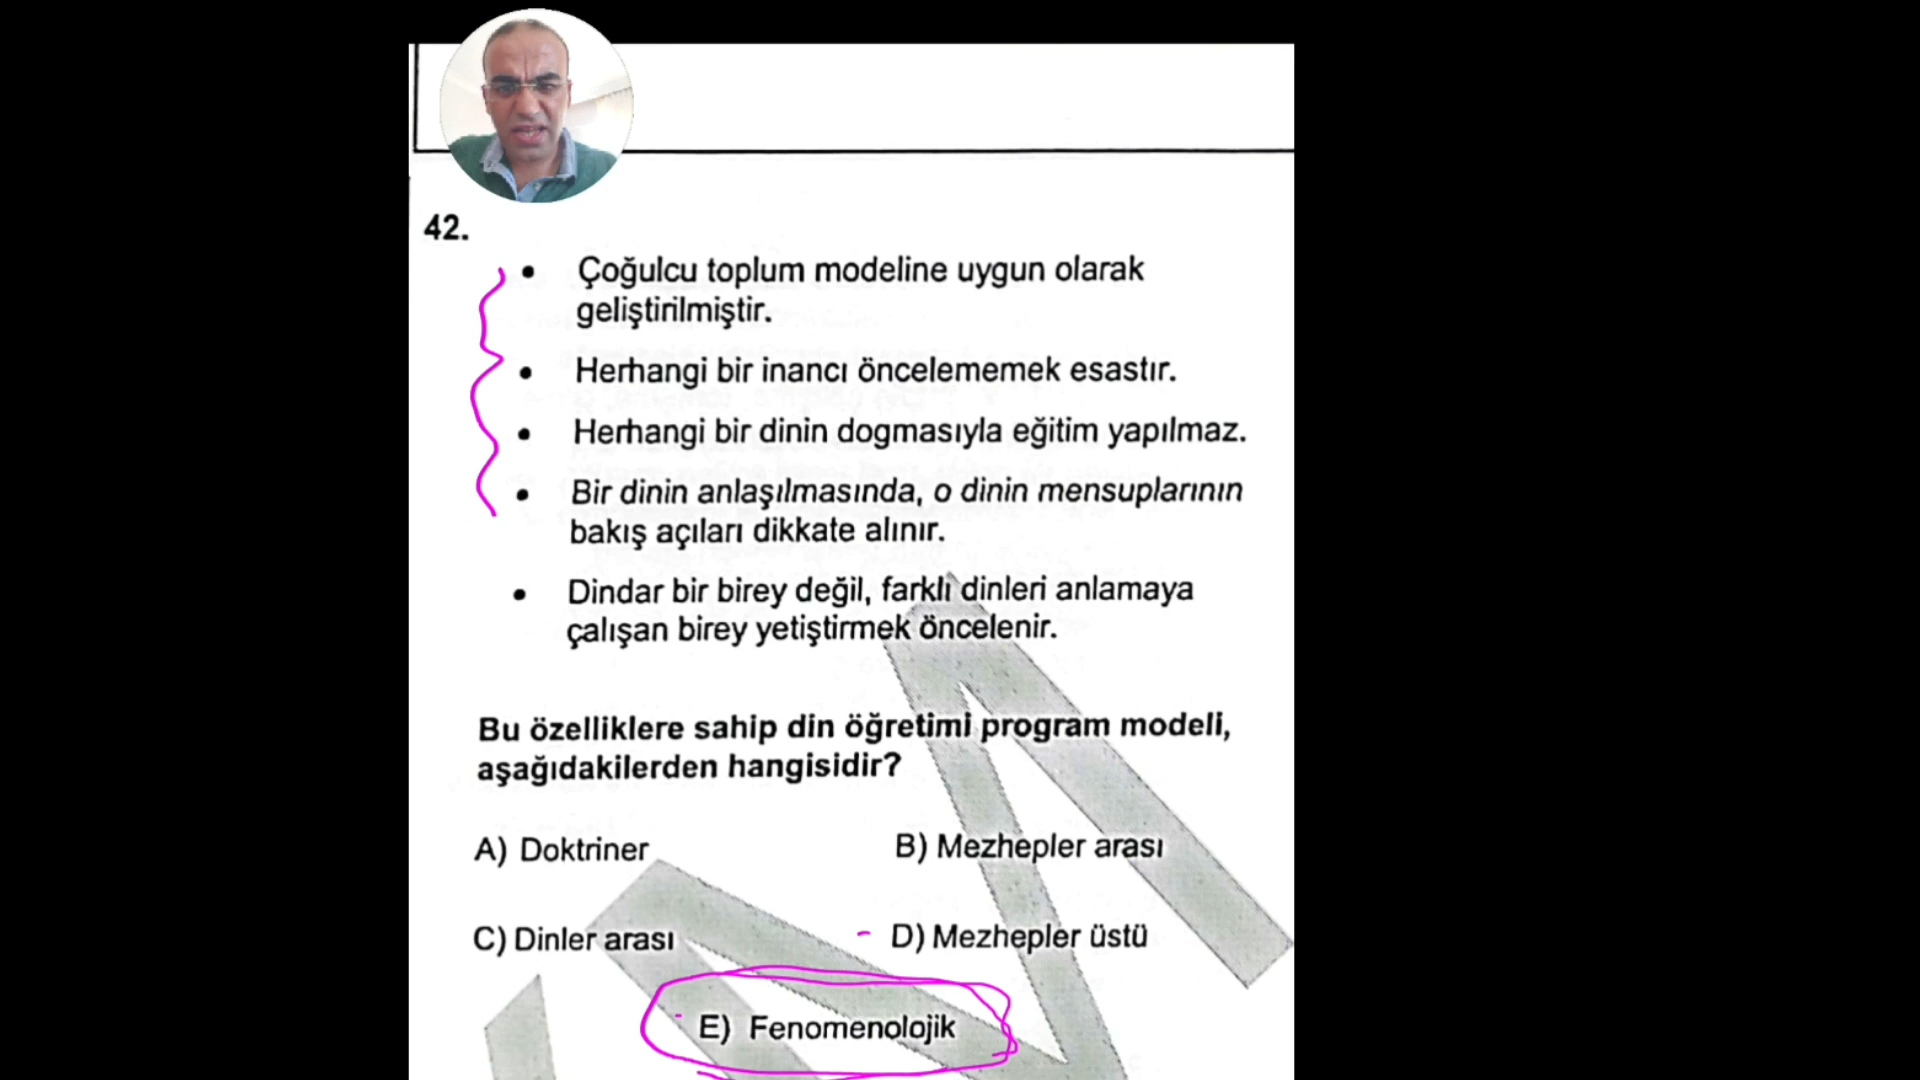 42.
• Çoğulcu toplum modeline uygun olarak
geliştirilmiştir.
• Herhangi bir inancı öncelememek esastır.
• Herhangi bir dinin dogmasıyla eğitim yapılmaz.
• Bir dinin anlaşılmasında, o dinin mensuplarının
bakış açıları dikkate alınır.
• Dindar bir birey değil, farklı dinleri anlamaya
çalışan birey yetiştirmek öncelenir.
Bu özelliklere sahip din öğretimi program modeli,
aşağıdakilerden hangisidir?
A) Doktriner
B) Mezhepler arası
C) Dinler arası
D) Mezhepler üstü
E) Fenomenolojik